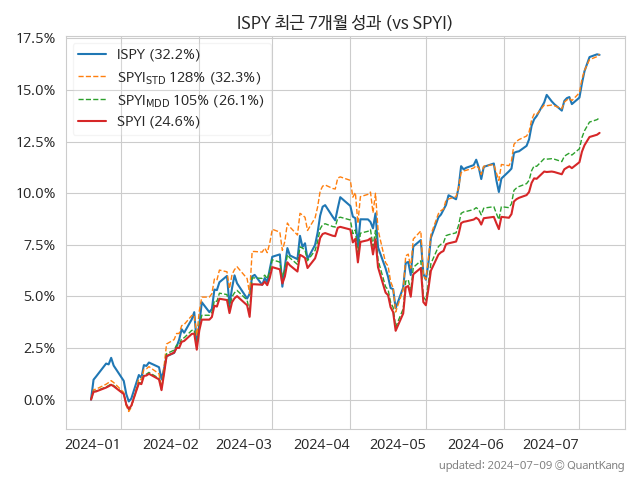 ISPY 최근 7개월 성과 (vs SPYI)
ISPY (32.2%)
SPYI_STD 128% (32.3%)
SPYI_MDD 105% (26.1%)
SPYI (24.6%)
17.5%
15.0%
12.5%
10.0%
7.5%
5.0%
2.5%
0.0%
2024-01 2024-02 2024-03 2024-04 2024-05 2024-06 2024-07
updated: 2024-07-09 © QuantKang